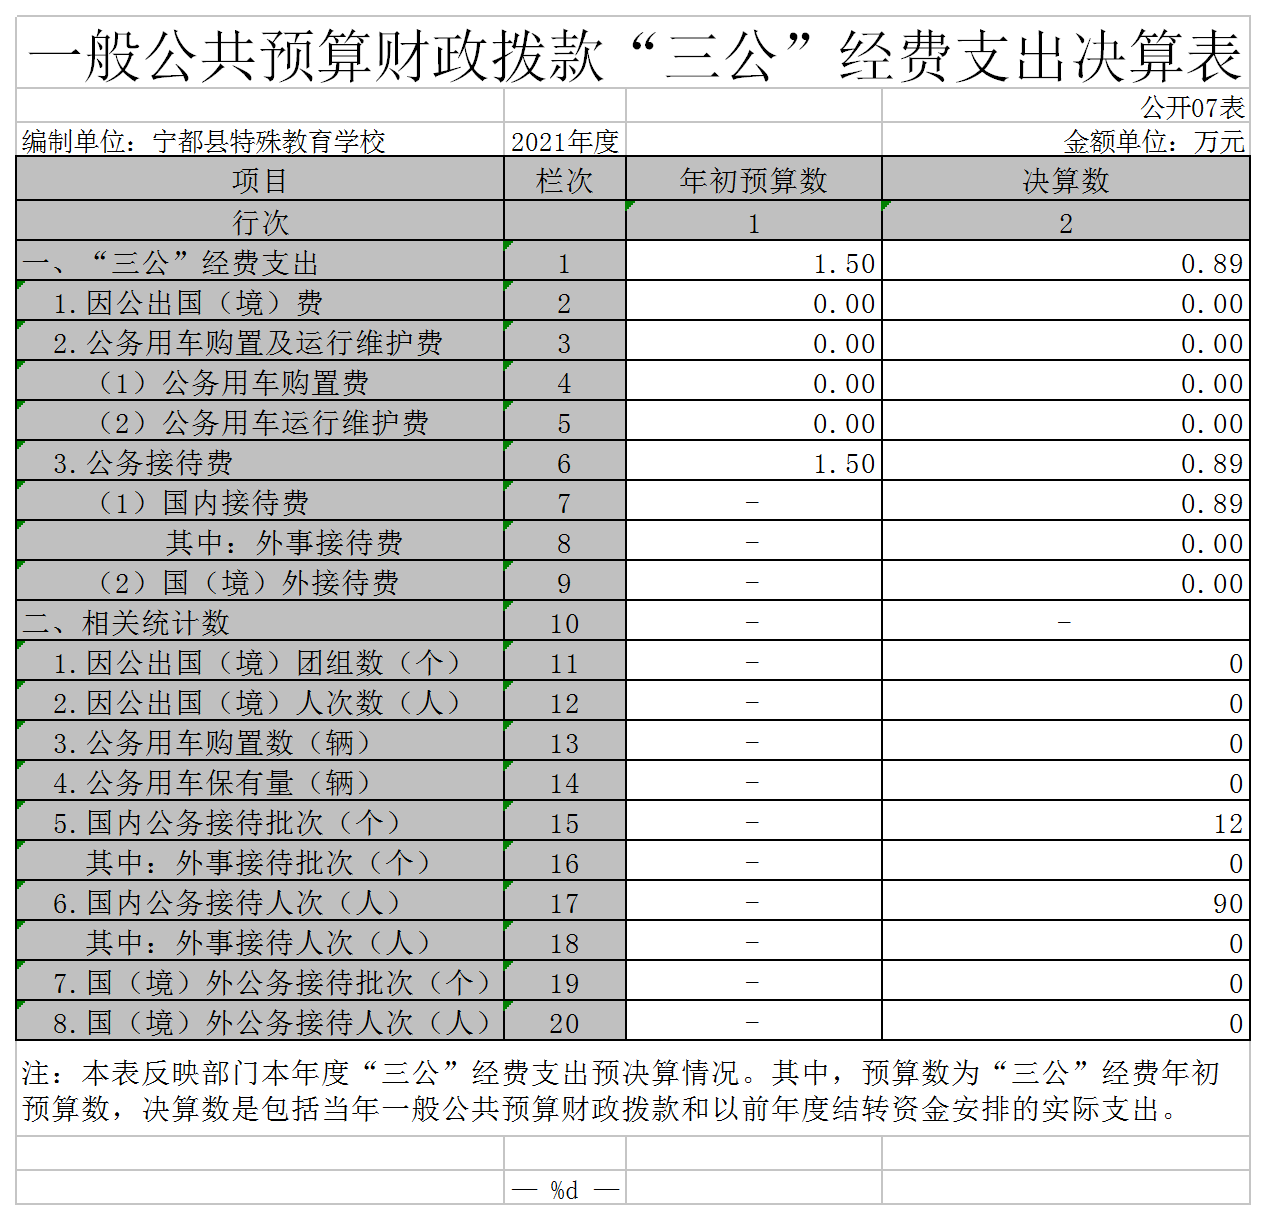 一般公共预算财政拨款“三公”经费支出决算表
公开07表
编制单位：宁都县特殊教育学校 2021年度 金额单位：万元
项目 栏次 年初预算数 决算数
行次 1 2
一、“三公”经费支出 1 1.50 0.89
1.因公出国（境）费 2 0.00 0.00
2.公务用车购置及运行维护费 3 0.00 0.00
（1）公务用车购置费 4 0.00 0.00
（2）公务用车运行维护费 5 0.00 0.00
3.公务接待费 6 1.50 0.89
（1）国内接待费 7 – 0.89
其中：外事接待费 8 – 0.00
（2）国（境）外接待费 9 – 0.00
二、相关统计数 10 – –
1.因公出国（境）团组数（个） 11 – 0
2.因公出国（境）人次数（人） 12 – 0
3.公务用车购置数（辆） 13 – 0
4.公务用车保有量（辆） 14 – 0
5.国内公务接待批次（个） 15 – 12
其中：外事接待批次（个） 16 – 0
6.国内公务接待人次（人） 17 – 90
其中：外事接待人次（人） 18 – 0
7.国（境）外公务接待批次（个） 19 – 0
8.国（境）外公务接待人次（人） 20 – 0
注：本表反映部门本年度“三公”经费支出预决算情况。其中，预算数为“三公”经费年初
预算数，决算数是包括当年一般公共预算财政拨款和以前年度结转资金安排的实际支出。
— %d —